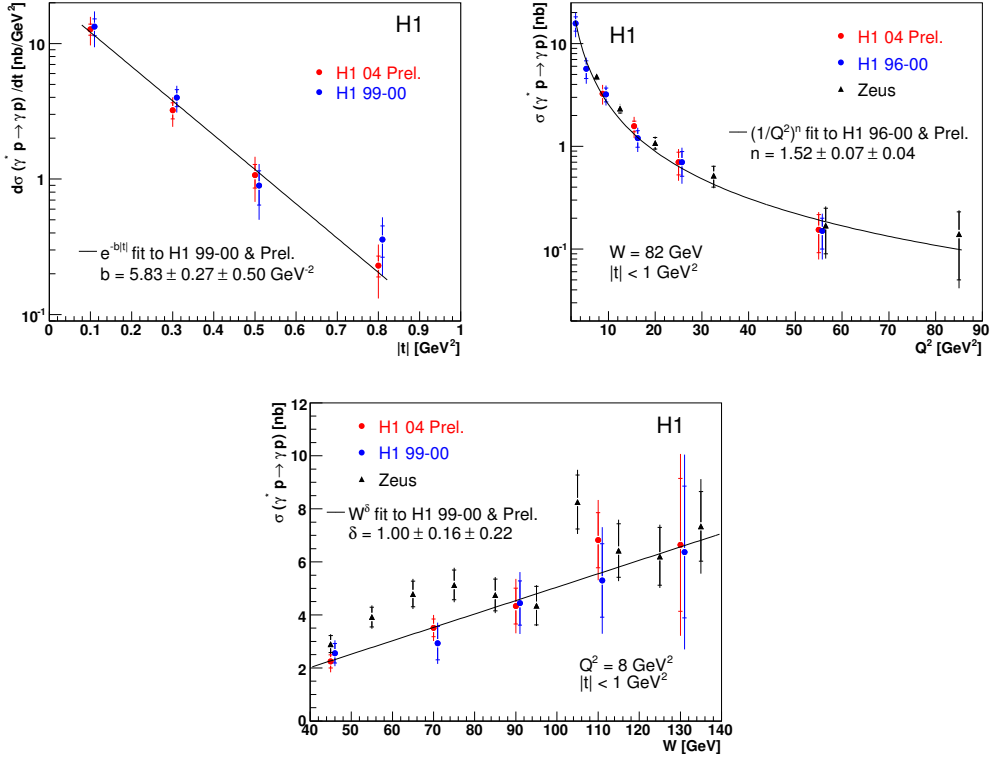 H1
H1 04 Prel.
H1 99-00
e^-b|t| fit to H1 99-00 & Prel.
b = 5.83 ± 0.27 ± 0.50 GeV^-2
dσ (γ* p → γ p) /dt [nb/GeV²]
10
1
10^-1
0 0.1 0.2 0.3 0.4 0.5 0.6 0.7 0.8 0.9 1
|t| [GeV²]
H1
H1 04 Prel.
H1 96-00
Zeus
(1/Q²)^n fit to H1 96-00 & Prel.
n = 1.52 ± 0.07 ± 0.04
W = 82 GeV
|t| < 1 GeV²
σ (γ* p → γ p) [nb]
10
1
10^-1
10 20 30 40 50 60 70 80 90
Q² [GeV²]
H1
H1 04 Prel.
H1 99-00
Zeus
W^δ fit to H1 99-00 & Prel.
δ = 1.00 ± 0.16 ± 0.22
Q² = 8 GeV²
|t| < 1 GeV²
σ (γ* p → γ p) [nb]
12
10
8
6
4
2
0
40 50 60 70 80 90 100 110 120 130 140
W [GeV]